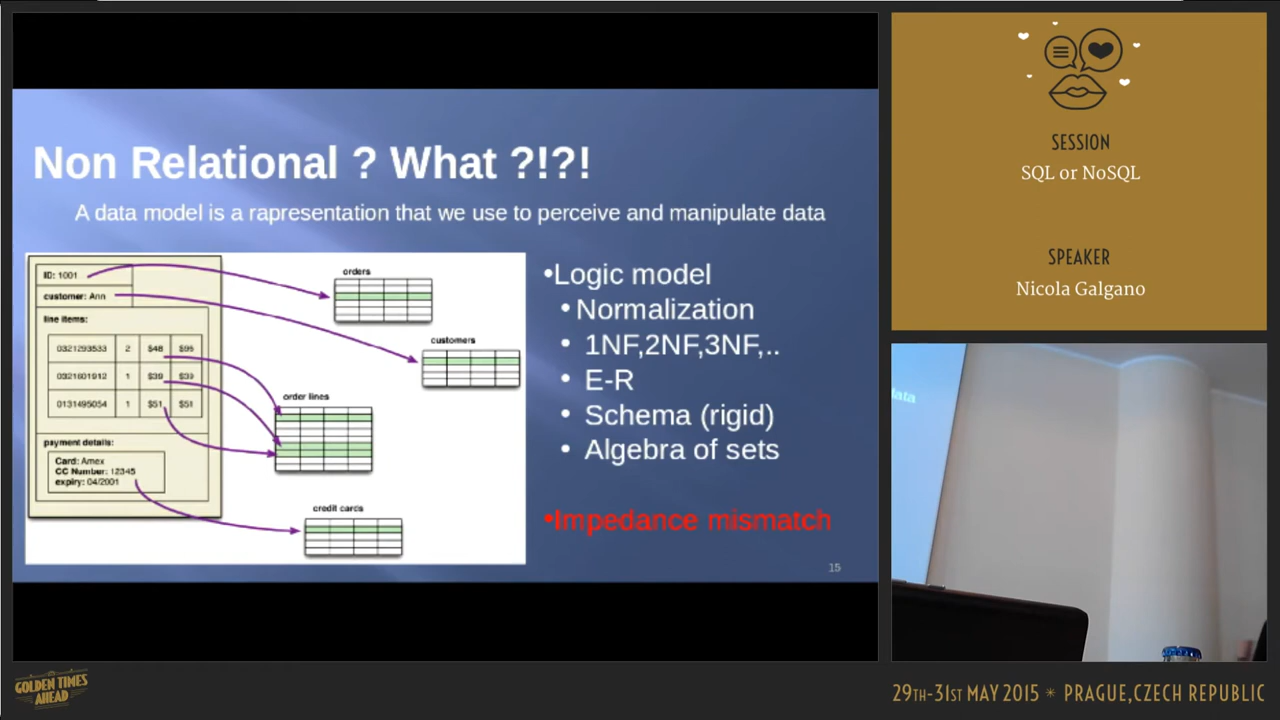 Non Relational ? What ?!?!
A data model is a rapresentation that we use to perceive and manipulate data
ID: 1001
customer: Ann
line items:
0321293533 2 $48 $96
0321601912 1 $39 $39
0131495054 1 $51 $51
payment details:
Card: Amex
CC Number: 12345
expiry: 04/2001
orders
customers
order lines
credit cards
•Logic model
• Normalization
• 1NF,2NF,3NF,..
• E-R
• Schema (rigid)
• Algebra of sets
•Impedance mismatch
15
SESSION
SQL or NoSQL
SPEAKER
Nicola Galgano
data
GOLDEN TIMES
AHEAD
29TH-31ST MAY 2015 * PRAGUE,CZECH REPUBLIC